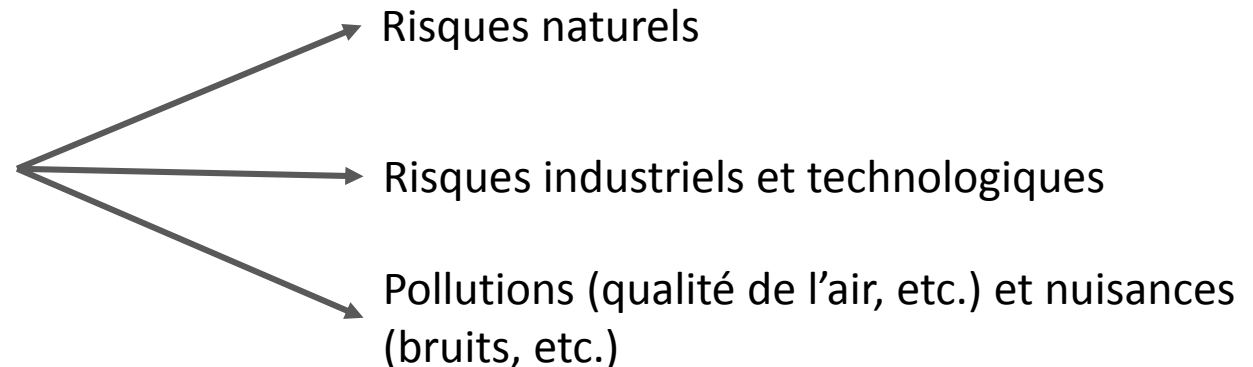 Risques naturels
Risques industriels et technologiques
Pollutions (qualité de l’air, etc.) et nuisances
(bruits, etc.)